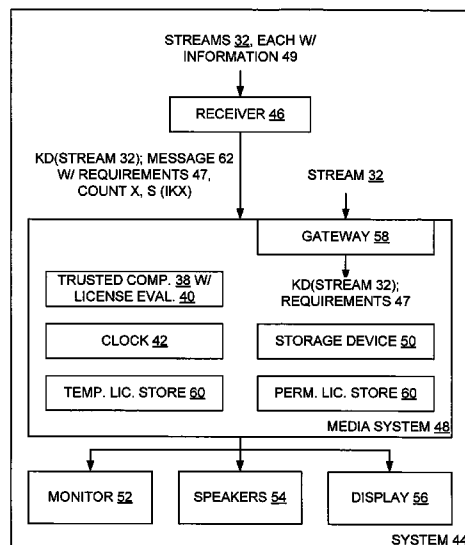 STREAMS 32, EACH W/
INFORMATION 49
RECEIVER 46
KD(STREAM 32); MESSAGE 62
W/ REQUIREMENTS 47,
COUNT X, S (IKX)
STREAM 32
GATEWAY 58
TRUSTED COMP. 38 W/
LICENSE EVAL. 40
KD(STREAM 32);
REQUIREMENTS 47
CLOCK 42
STORAGE DEVICE 50
TEMP. LIC. STORE 60
PERM. LIC. STORE 60
MEDIA SYSTEM 48
MONITOR 52
SPEAKERS 54
DISPLAY 56
SYSTEM 44